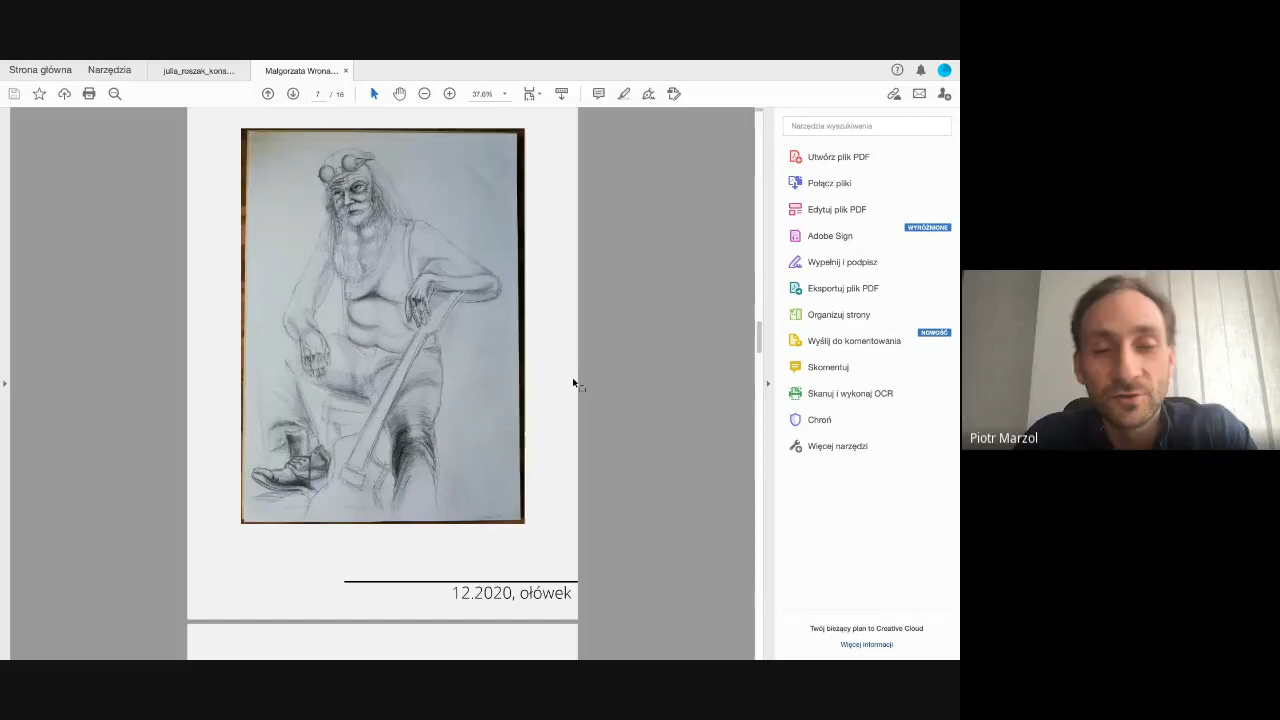 Strona główna
Narzędzia
julia_roszak_kons...
Małgorzata Wrona... ×
7 / 16
37,6%
Narzędzia wyszukiwania
Utwórz plik PDF
Połącz pliki
Edytuj plik PDF
WYRÓŻNIONE
Adobe Sign
Wypełnij i podpisz
Eksportuj plik PDF
Organizuj strony
NOWOŚĆ
Wyślij do komentowania
Skomentuj
Skanuj i wykonaj OCR
Chroń
Więcej narzędzi
Piotr Marzol
12.2020, ołówek
Twój bieżący plan to Creative Cloud
Więcej informacji